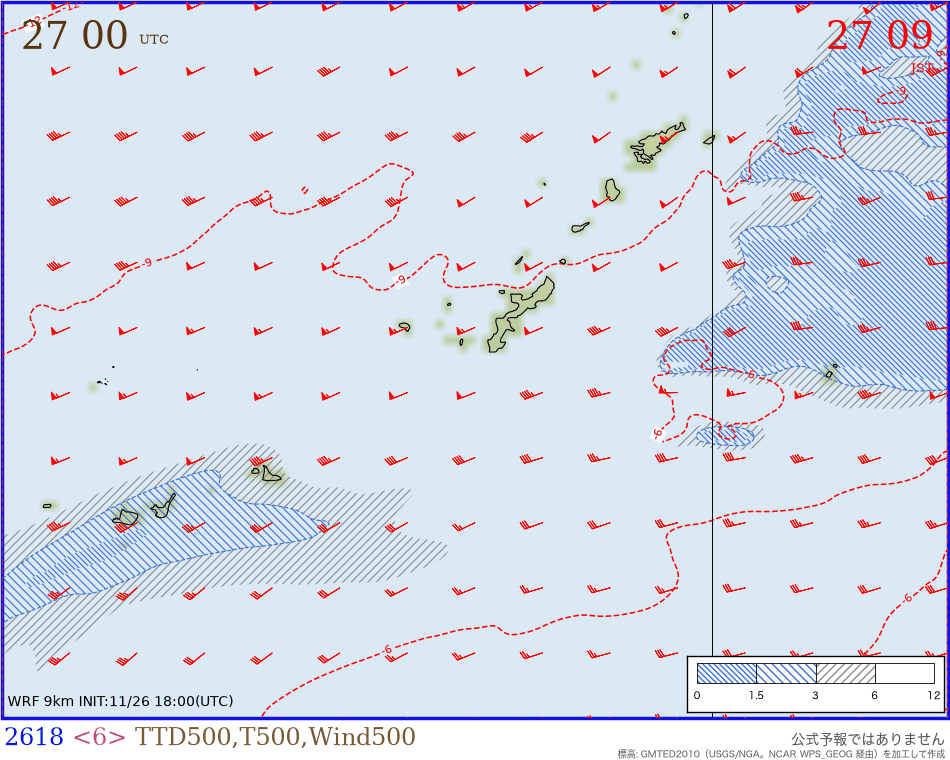 -12
-12
27 00 UTC
27 09
JST
-9
-9
-9
-6
-6
-6
-6
WRF 9km INIT:11/26 18:00(UTC)
0 1.5 3 6 12
2618 <6> TTD500,T500,Wind500
公式予報ではありません
標高: GMTED2010（USGS/NGA。NCAR WPS_GEOG 経由）を加工して作成